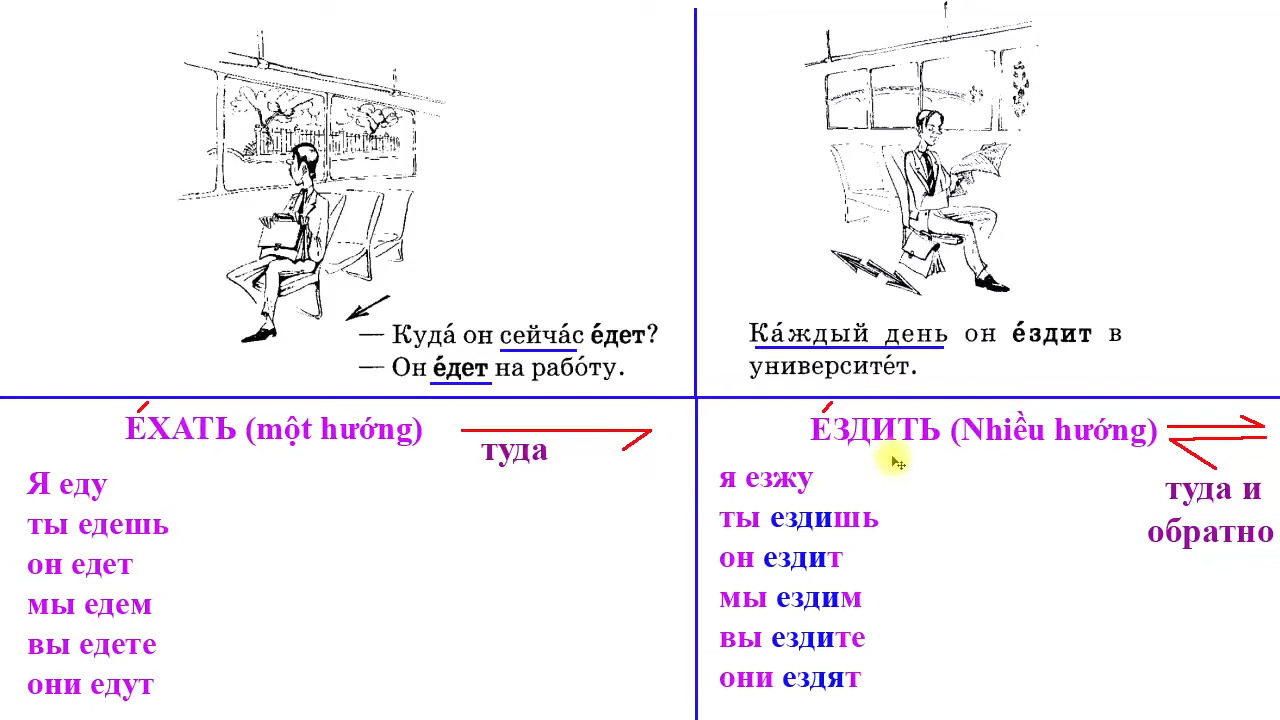 — Куда́ он сейча́с е́дет?
— Он е́дет на рабо́ту.
Ка́ждый день он е́здит в
университе́т.
Е́ХАТЬ (một hướng)
туда
Я еду
ты едешь
он едет
мы едем
вы едете
они едут
Е́ЗДИТЬ (Nhiều hướng)
туда и
обратно
я езжу
ты ездишь
он ездит
мы ездим
вы ездите
они ездят